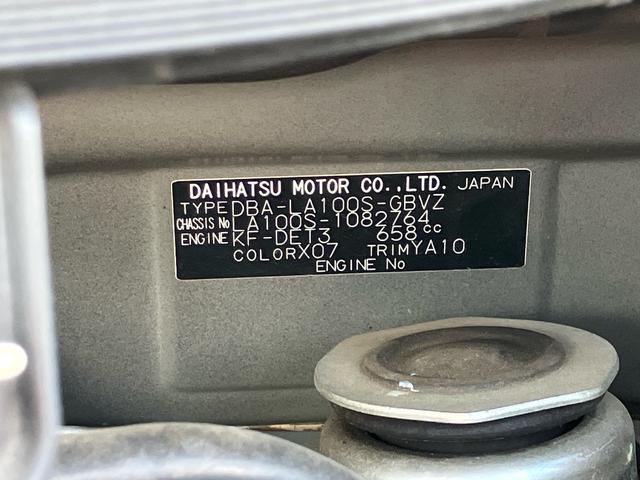 DAIHATSU MOTOR CO.,LTD. JAPAN
TYPE DBA-LA100S-GBVZ
CHASSIS No LA100S-1082764
ENGINE KF-DET3 658cc
COLOR X07 TRIM YA10
ENGINE No